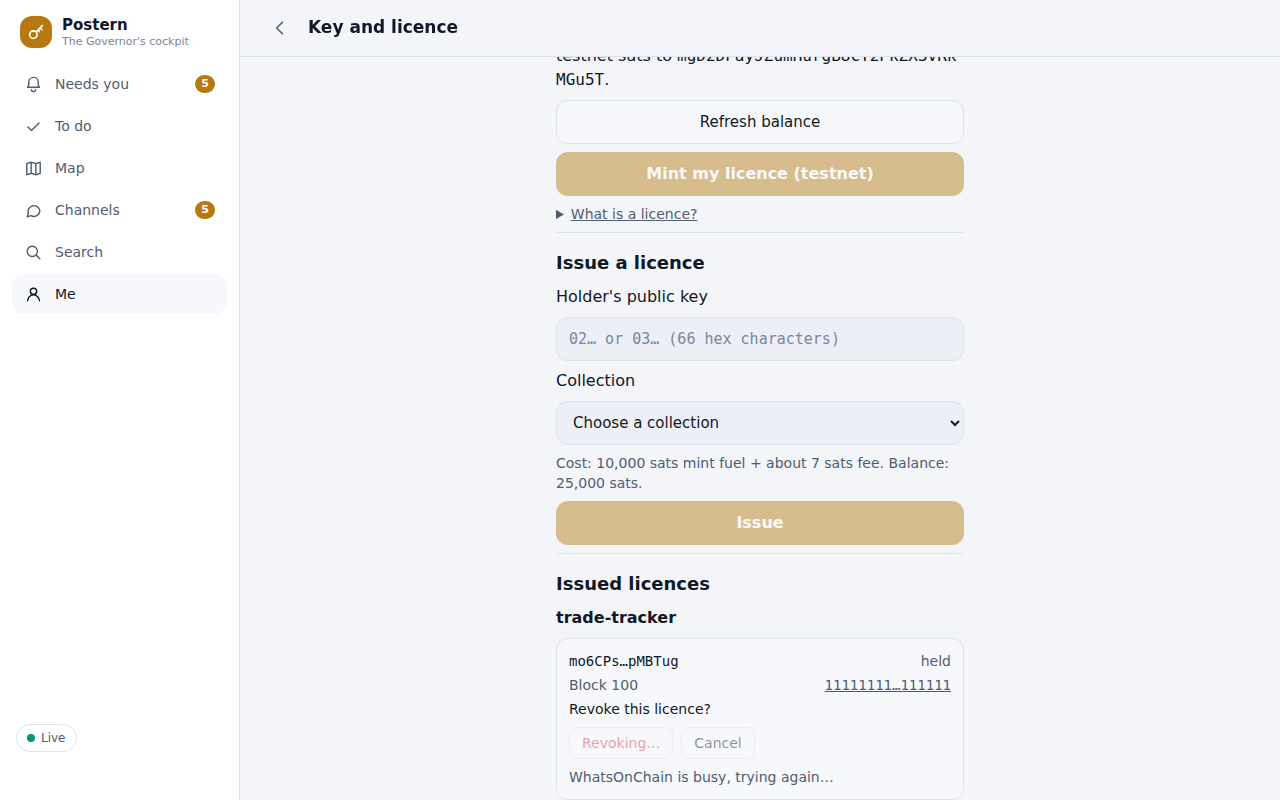 Postern
The Governor's cockpit
Needs you 5
To do
Map
Channels 5
Search
Me
Live
Key and licence
MGu5T.
Refresh balance
Mint my licence (testnet)
What is a licence?
Issue a licence
Holder's public key
02… or 03… (66 hex characters)
Collection
Choose a collection
Cost: 10,000 sats mint fuel + about 7 sats fee. Balance:
25,000 sats.
Issue
Issued licences
trade-tracker
mo6CPs…pMBTug held
Block 100 11111111…111111
Revoke this licence?
Revoking… Cancel
WhatsOnChain is busy, trying again…